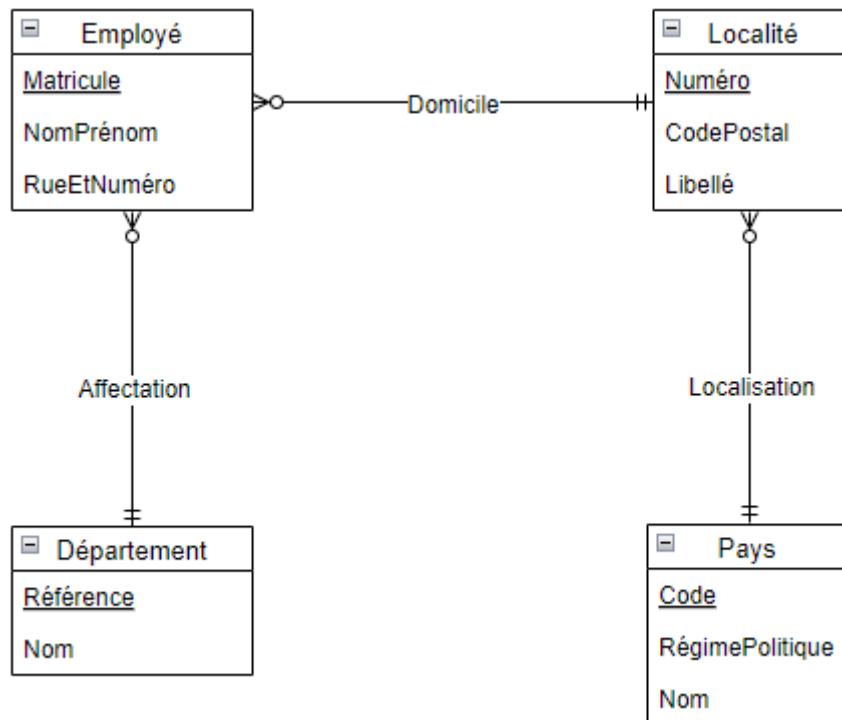 Employé
Matricule
NomPrénom
RueEtNuméro
Domicile
Localité
Numéro
CodePostal
Libellé
Affectation
Localisation
Département
Référence
Nom
Pays
Code
RégimePolitique
Nom